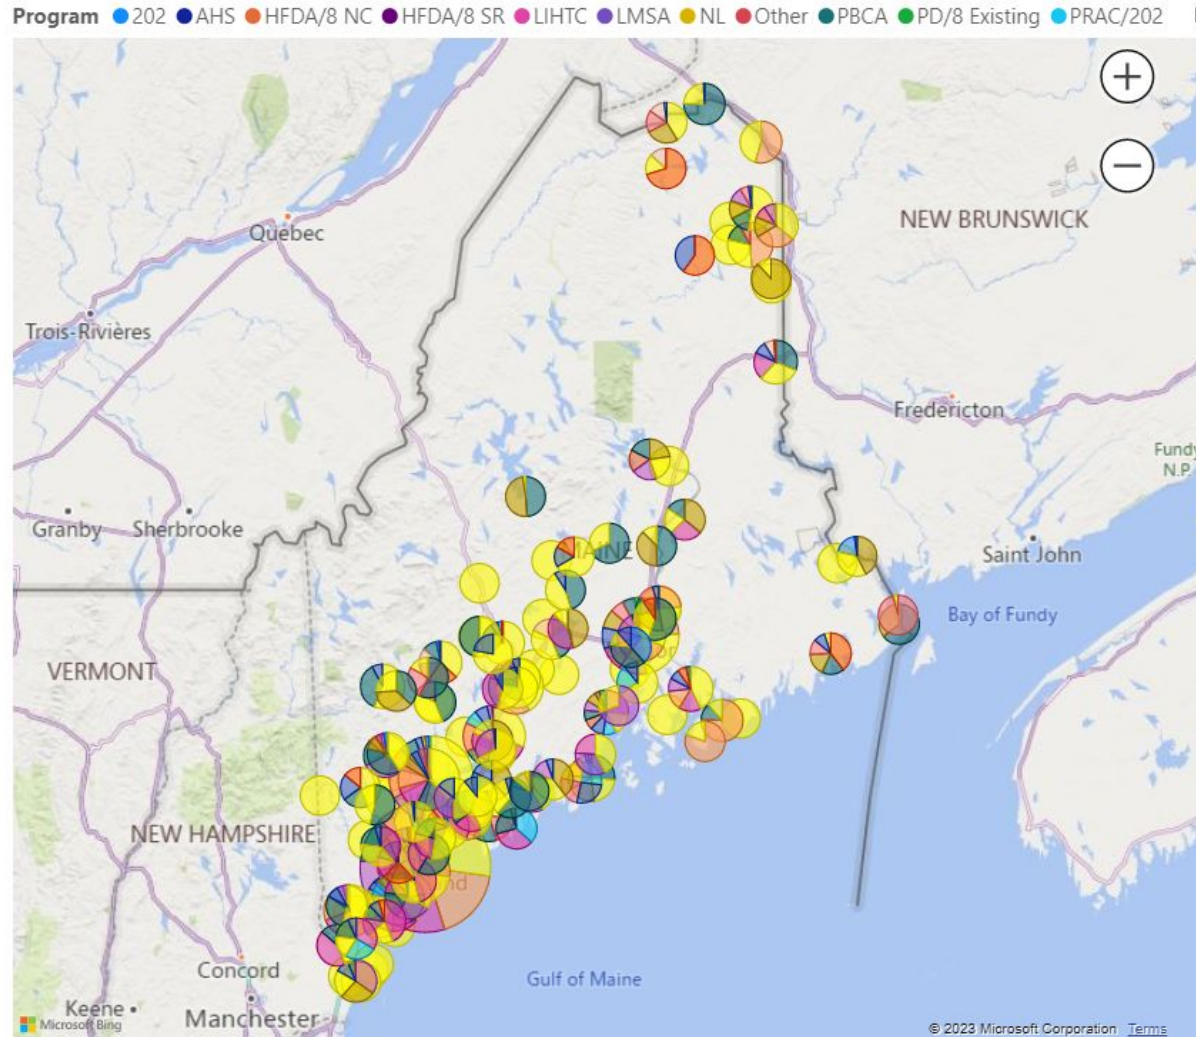 Program 202 AHS HFDA/8 NC HFDA/8 SR LIHTC LMSA NL Other PBCA PD/8 Existing PRAC/202
Québec
NEW BRUNSWICK
Trois-Rivières
Fredericton
Fundy
N.P.
Granby Sherbrooke
MAINE
Saint John
Bay of Fundy
VERMONT
NEW HAMPSHIRE
Concord
Gulf of Maine
Keene
Manchester
Microsoft Bing
© 2023 Microsoft Corporation Terms